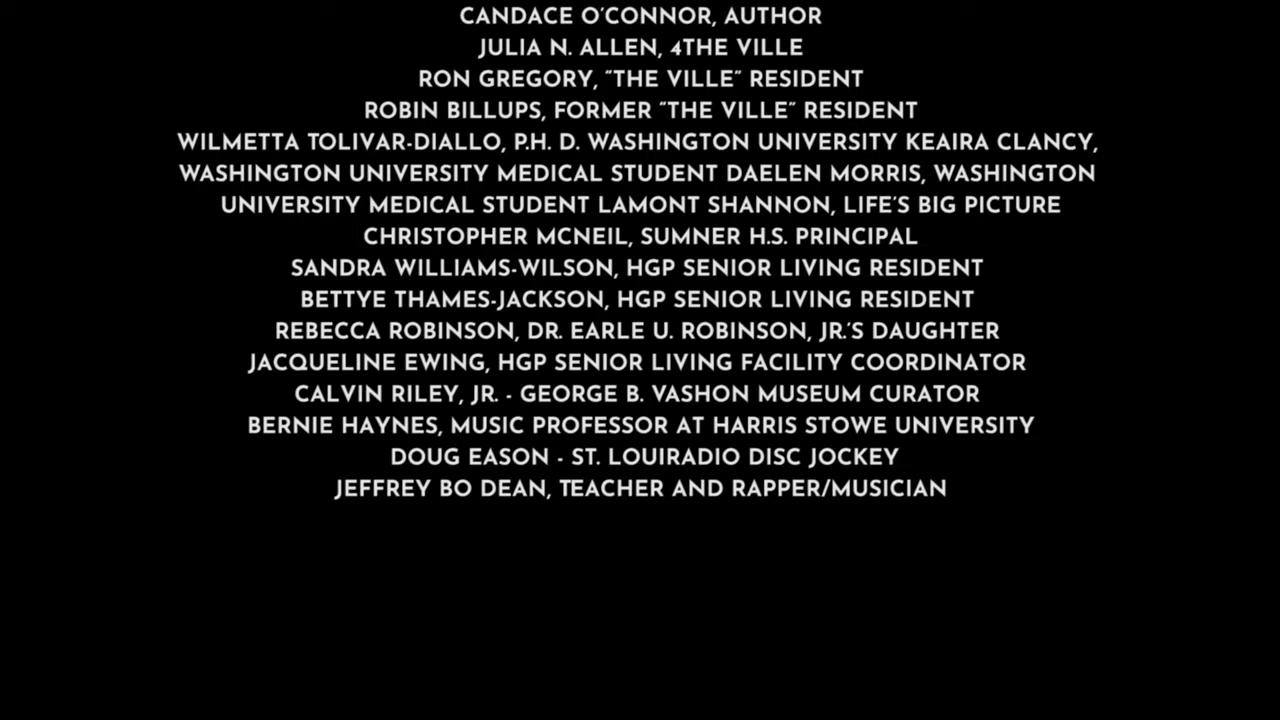 CANDACE O'CONNOR, AUTHOR
JULIA N. ALLEN, 4THE VILLE
RON GREGORY, "THE VILLE" RESIDENT
ROBIN BILLUPS, FORMER "THE VILLE" RESIDENT
WILMETTA TOLIVAR-DIALLO, P.H. D. WASHINGTON UNIVERSITY KEAIRA CLANCY,
WASHINGTON UNIVERSITY MEDICAL STUDENT DAELEN MORRIS, WASHINGTON
UNIVERSITY MEDICAL STUDENT LAMONT SHANNON, LIFE'S BIG PICTURE
CHRISTOPHER MCNEIL, SUMNER H.S. PRINCIPAL
SANDRA WILLIAMS-WILSON, HGP SENIOR LIVING RESIDENT
BETTYE THAMES-JACKSON, HGP SENIOR LIVING RESIDENT
REBECCA ROBINSON, DR. EARLE U. ROBINSON, JR.'S DAUGHTER
JACQUELINE EWING, HGP SENIOR LIVING FACILITY COORDINATOR
CALVIN RILEY, JR. - GEORGE B. VASHON MUSEUM CURATOR
BERNIE HAYNES, MUSIC PROFESSOR AT HARRIS STOWE UNIVERSITY
DOUG EASON - ST. LOUIRADIO DISC JOCKEY
JEFFREY BO DEAN, TEACHER AND RAPPER/MUSICIAN